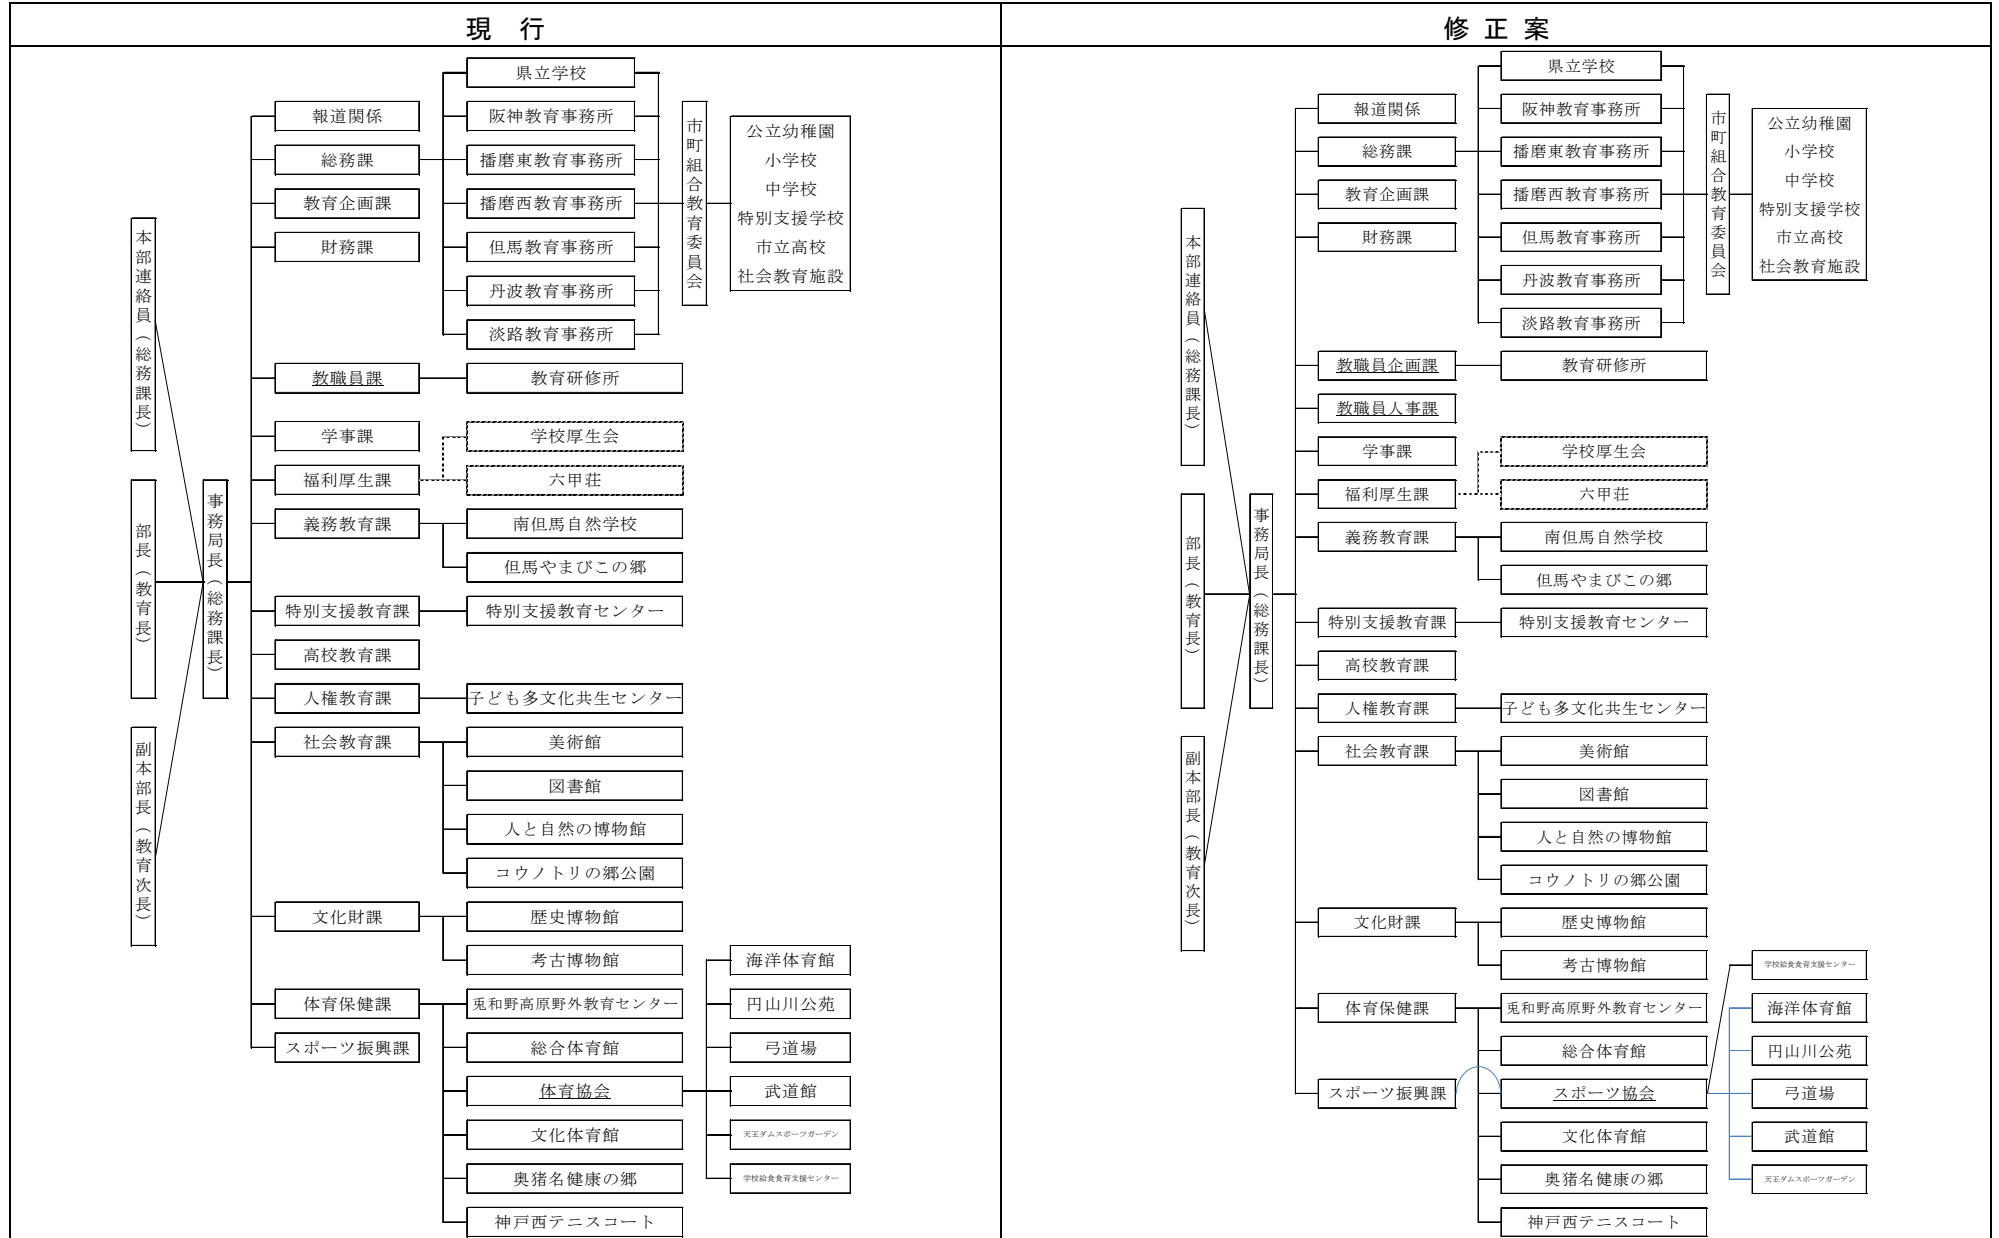 現 行
本部連絡員（総務課長）
部長（教育長）
副本部長（教育次長）
事務局長（総務課長）
報道関係
総務課
教育企画課
財務課
教職員課
学事課
福利厚生課
義務教育課
特別支援教育課
高校教育課
人権教育課
社会教育課
文化財課
体育保健課
スポーツ振興課
県立学校
阪神教育事務所
播磨東教育事務所
播磨西教育事務所
但馬教育事務所
丹波教育事務所
淡路教育事務所
教育研修所
学校厚生会
六甲荘
南但馬自然学校
但馬やまびこの郷
特別支援教育センター
子ども多文化共生センター
美術館
図書館
人と自然の博物館
コウノトリの郷公園
歴史博物館
考古博物館
兎和野高原野外教育センター
総合体育館
体育協会
文化体育館
奥猪名健康の郷
神戸西テニスコート
市町組合教育委員会
公立幼稚園
小学校
中学校
特別支援学校
市立高校
社会教育施設
海洋体育館
円山川公苑
弓道場
武道館
天王ダムスポーツガーデン
学校給食食育支援センター
修 正 案
本部連絡員（総務課長）
部長（教育長）
副本部長（教育次長）
事務局長（総務課長）
報道関係
総務課
教育企画課
財務課
教職員企画課
教職員人事課
学事課
福利厚生課
義務教育課
特別支援教育課
高校教育課
人権教育課
社会教育課
文化財課
体育保健課
スポーツ振興課
県立学校
阪神教育事務所
播磨東教育事務所
播磨西教育事務所
但馬教育事務所
丹波教育事務所
淡路教育事務所
教育研修所
学校厚生会
六甲荘
南但馬自然学校
但馬やまびこの郷
特別支援教育センター
子ども多文化共生センター
美術館
図書館
人と自然の博物館
コウノトリの郷公園
歴史博物館
考古博物館
兎和野高原野外教育センター
総合体育館
スポーツ協会
文化体育館
奥猪名健康の郷
神戸西テニスコート
市町組合教育委員会
公立幼稚園
小学校
中学校
特別支援学校
市立高校
社会教育施設
学校給食食育支援センター
海洋体育館
円山川公苑
弓道場
武道館
天王ダムスポーツガーデン